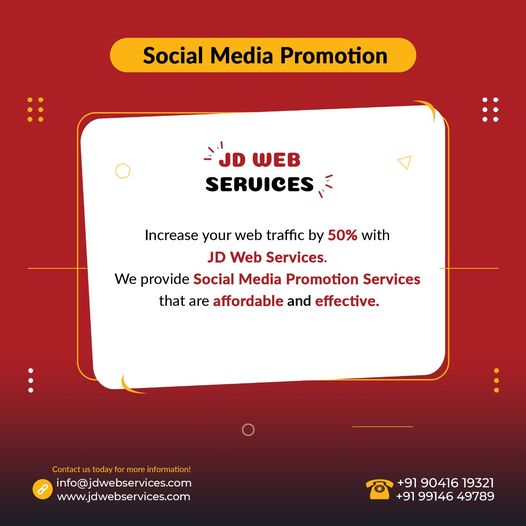 Social Media Promotion
JD WEB
SERVICES
Increase your web traffic by 50% with
JD Web Services.
We provide Social Media Promotion Services
that are affordable and effective.
Contact us today for more information!
info@jdwebservices.com
www.jdwebservices.com
+91 90416 19321
+91 99146 49789